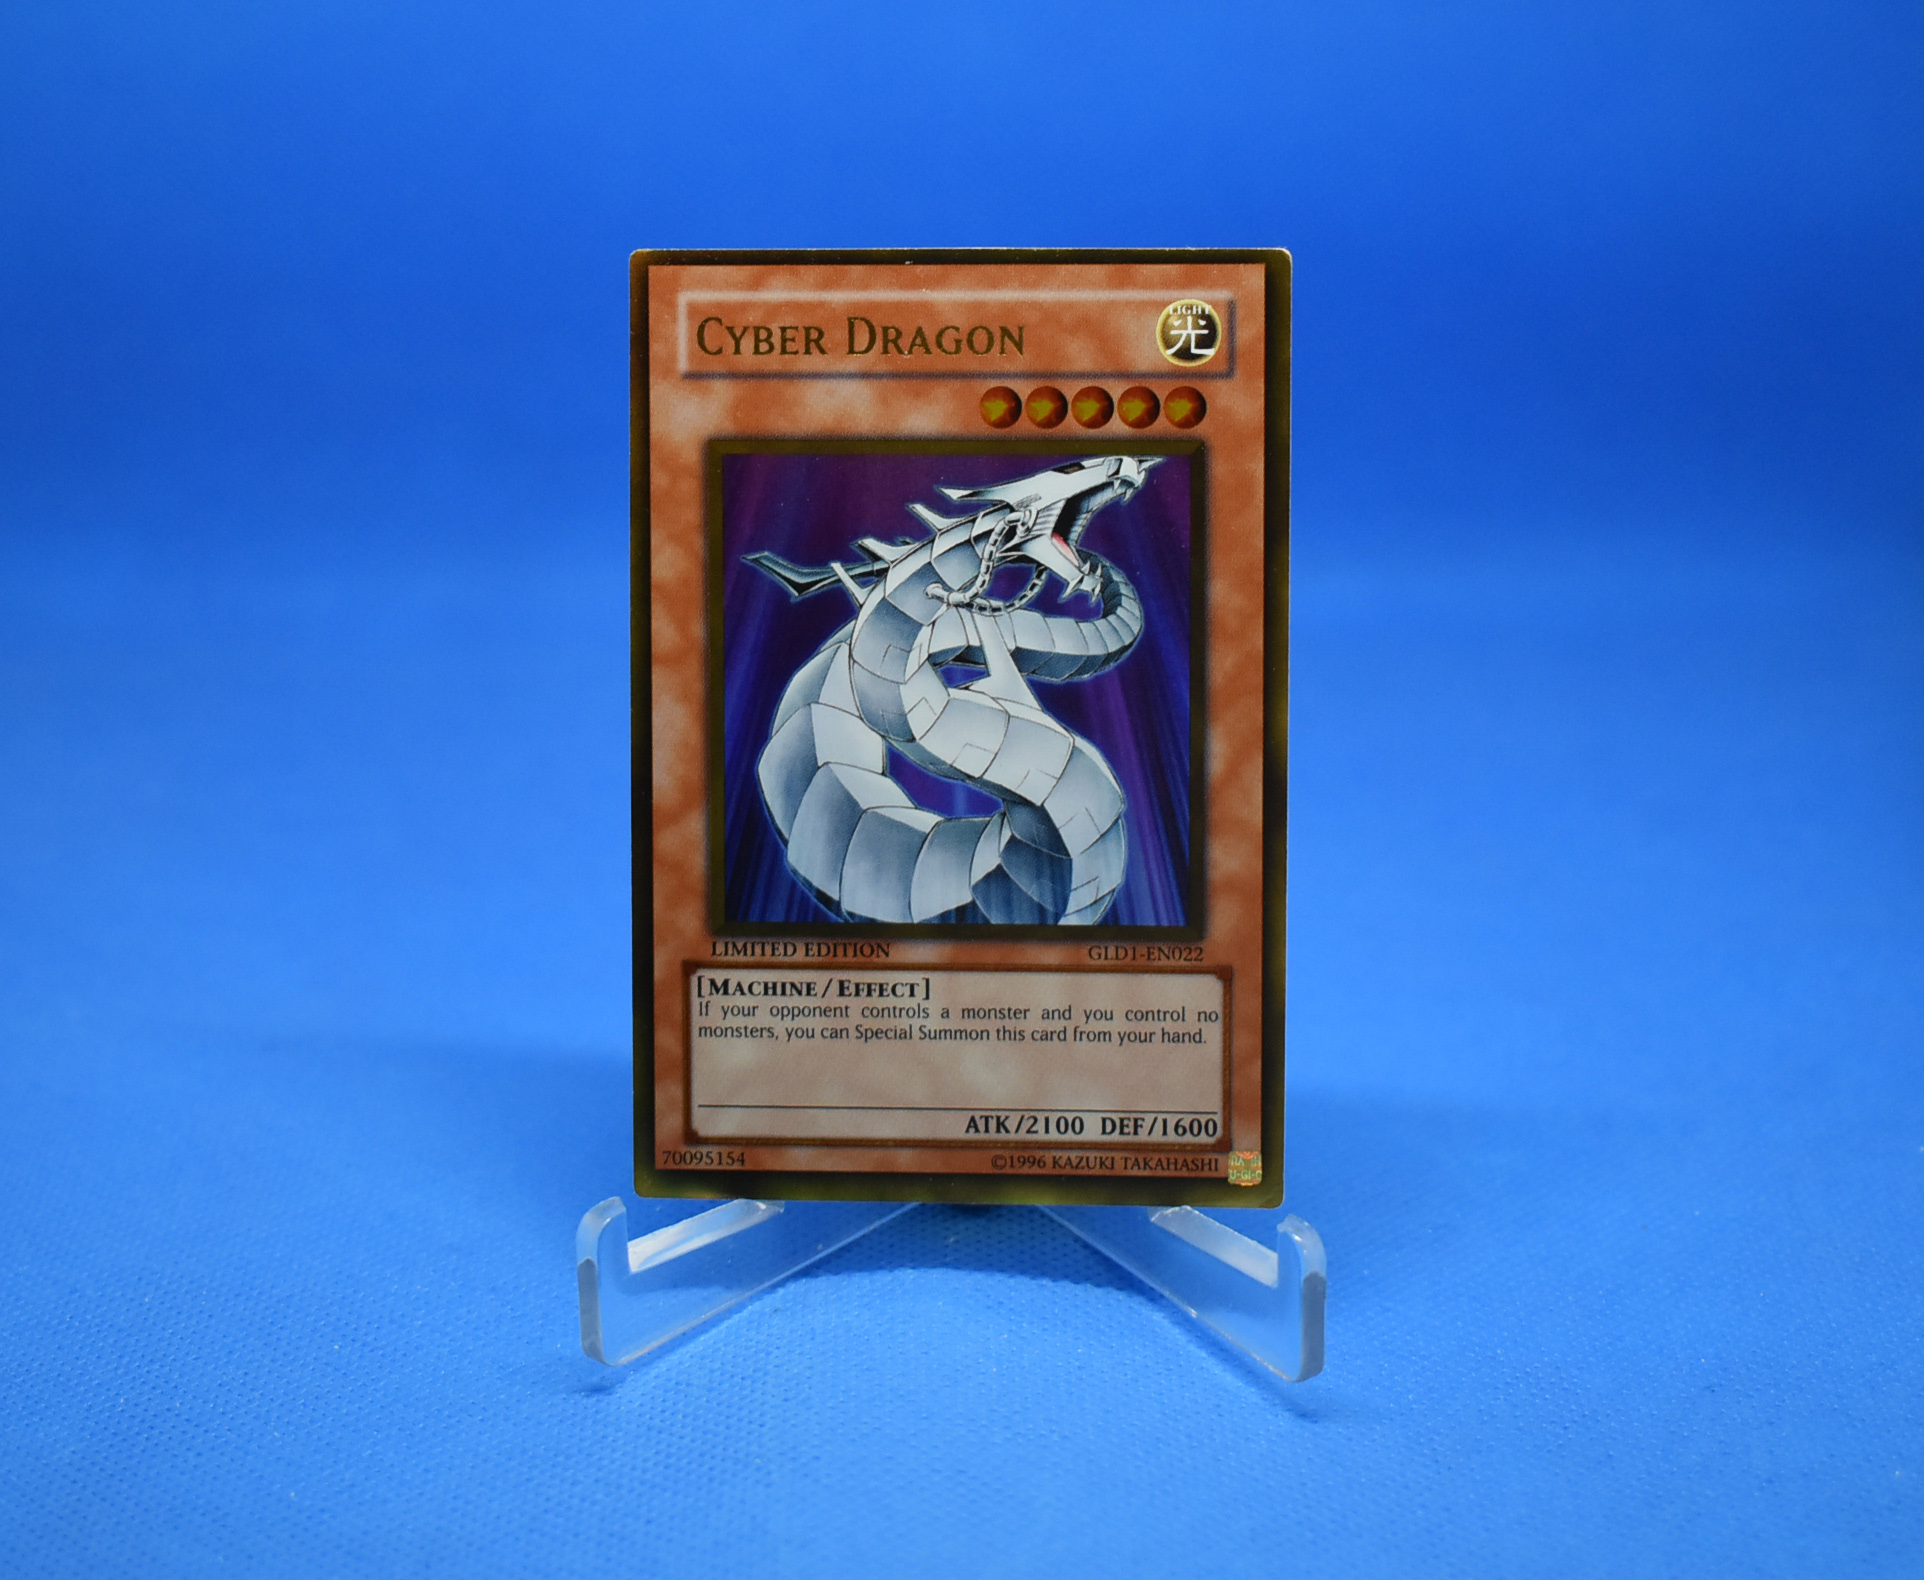 CYBER DRAGON
LIGHT
光
LIMITED EDITION
GLD1-EN022
[MACHINE/EFFECT]
If your opponent controls a monster and you control no
monsters, you can Special Summon this card from your hand.
ATK/2100 DEF/1600
70095154
©1996 KAZUKI TAKAHASHI